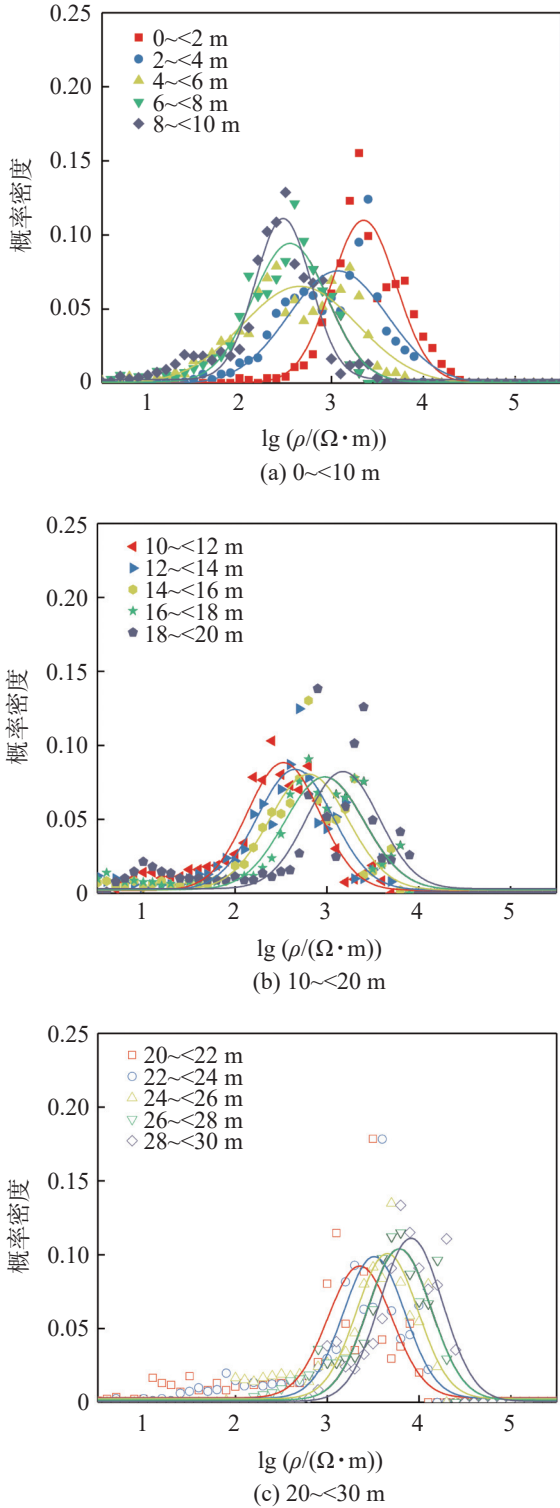 0.25
0.20
0.15
0.10
0.05
0
概率密度
0~<2 m
2~<4 m
4~<6 m
6~<8 m
8~<10 m
1 2 3 4 5
lg (ρ/(Ω·m))
(a) 0~<10 m
0.25
0.20
0.15
0.10
0.05
0
概率密度
10~<12 m
12~<14 m
14~<16 m
16~<18 m
18~<20 m
1 2 3 4 5
lg (ρ/(Ω·m))
(b) 10~<20 m
0.25
0.20
0.15
0.10
0.05
0
概率密度
20~<22 m
22~<24 m
24~<26 m
26~<28 m
28~<30 m
1 2 3 4 5
lg (ρ/(Ω·m))
(c) 20~<30 m